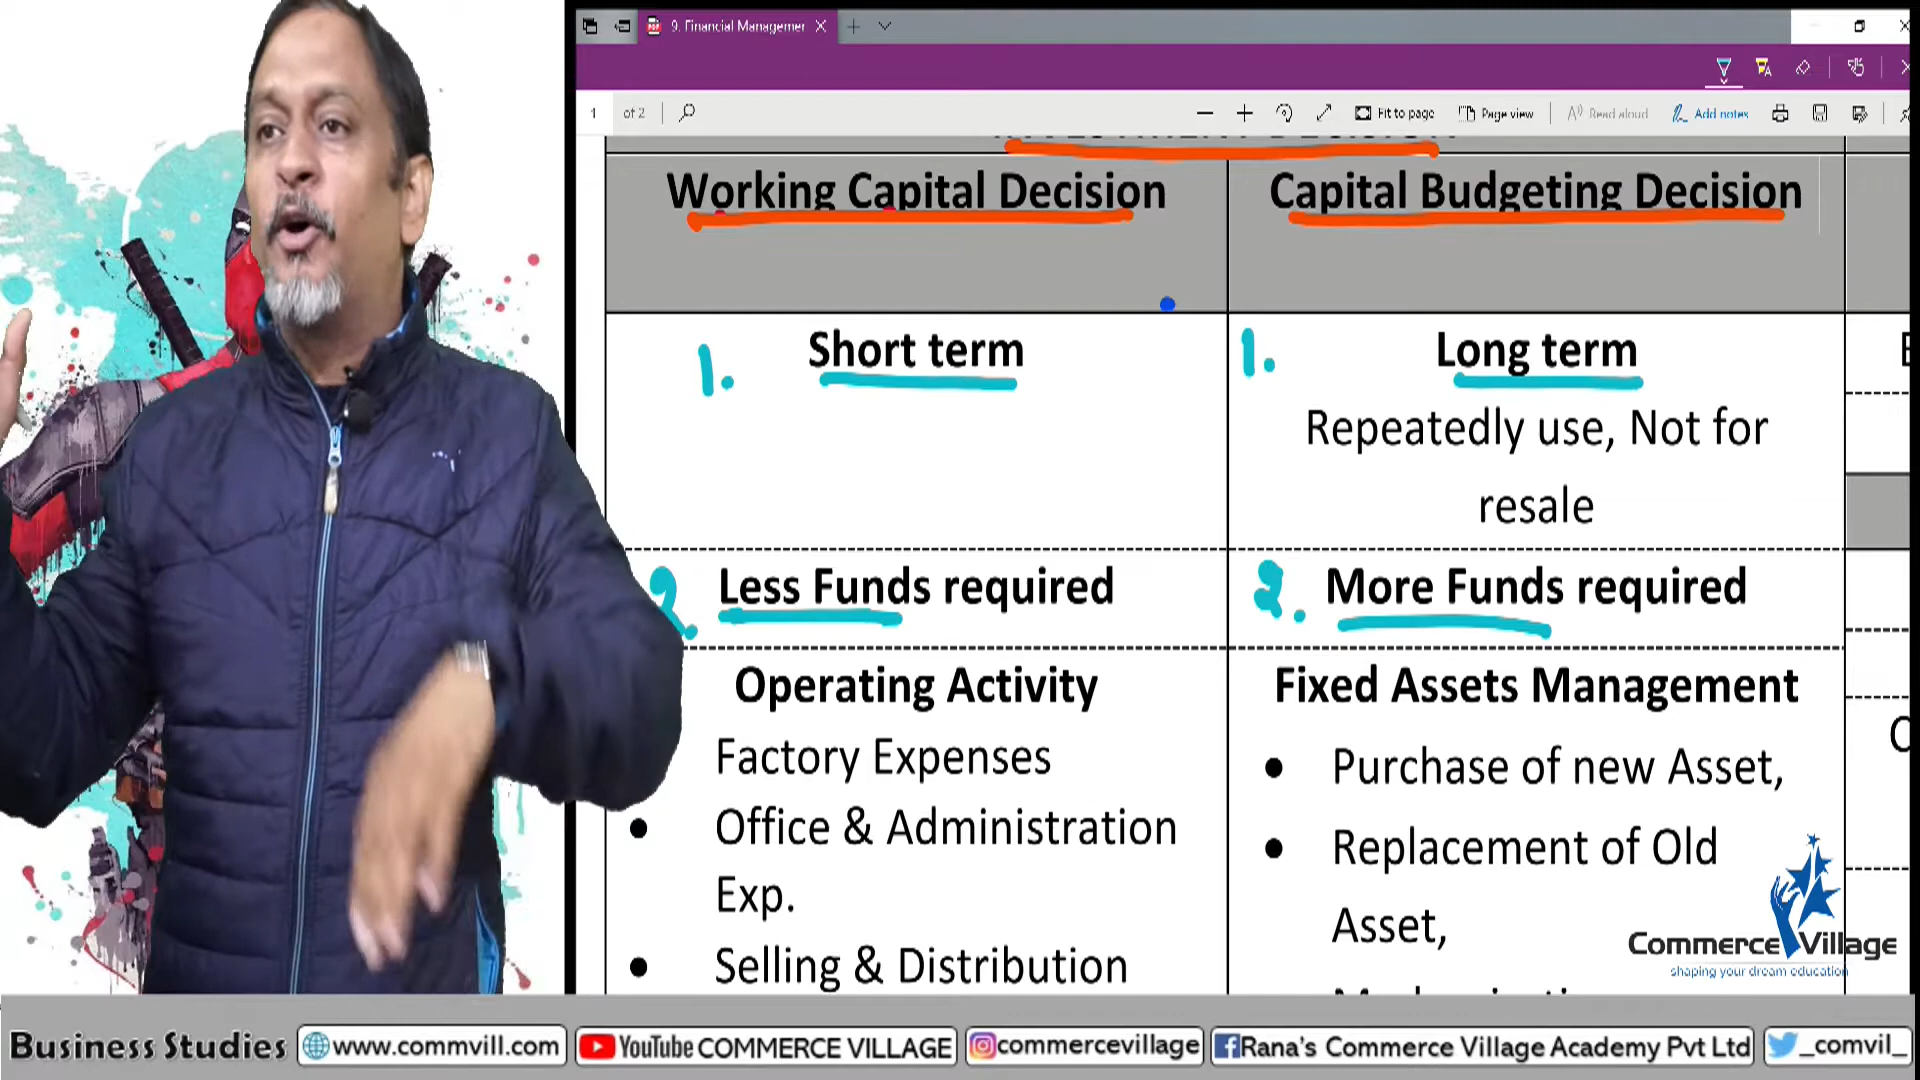 9. Financial Managemer
1 of 2
Fit to page
Page view
Read aloud
Add notes
INVESTMENT DECISION
Working Capital Decision
Capital Budgeting Decision
1. Short term
1. Long term
Repeatedly use, Not for
resale
2. Less Funds required
2. More Funds required
Operating Activity
Fixed Assets Management
Factory Expenses
• Purchase of new Asset,
• Office & Administration
Exp.
• Replacement of Old
Asset,
• Selling & Distribution
Commerce Village
shaping your dream education
Business Studies
www.commvill.com
YouTube COMMERCE VILLAGE
commercevillage
Rana's Commerce Village Academy Pvt Ltd
_comvil_